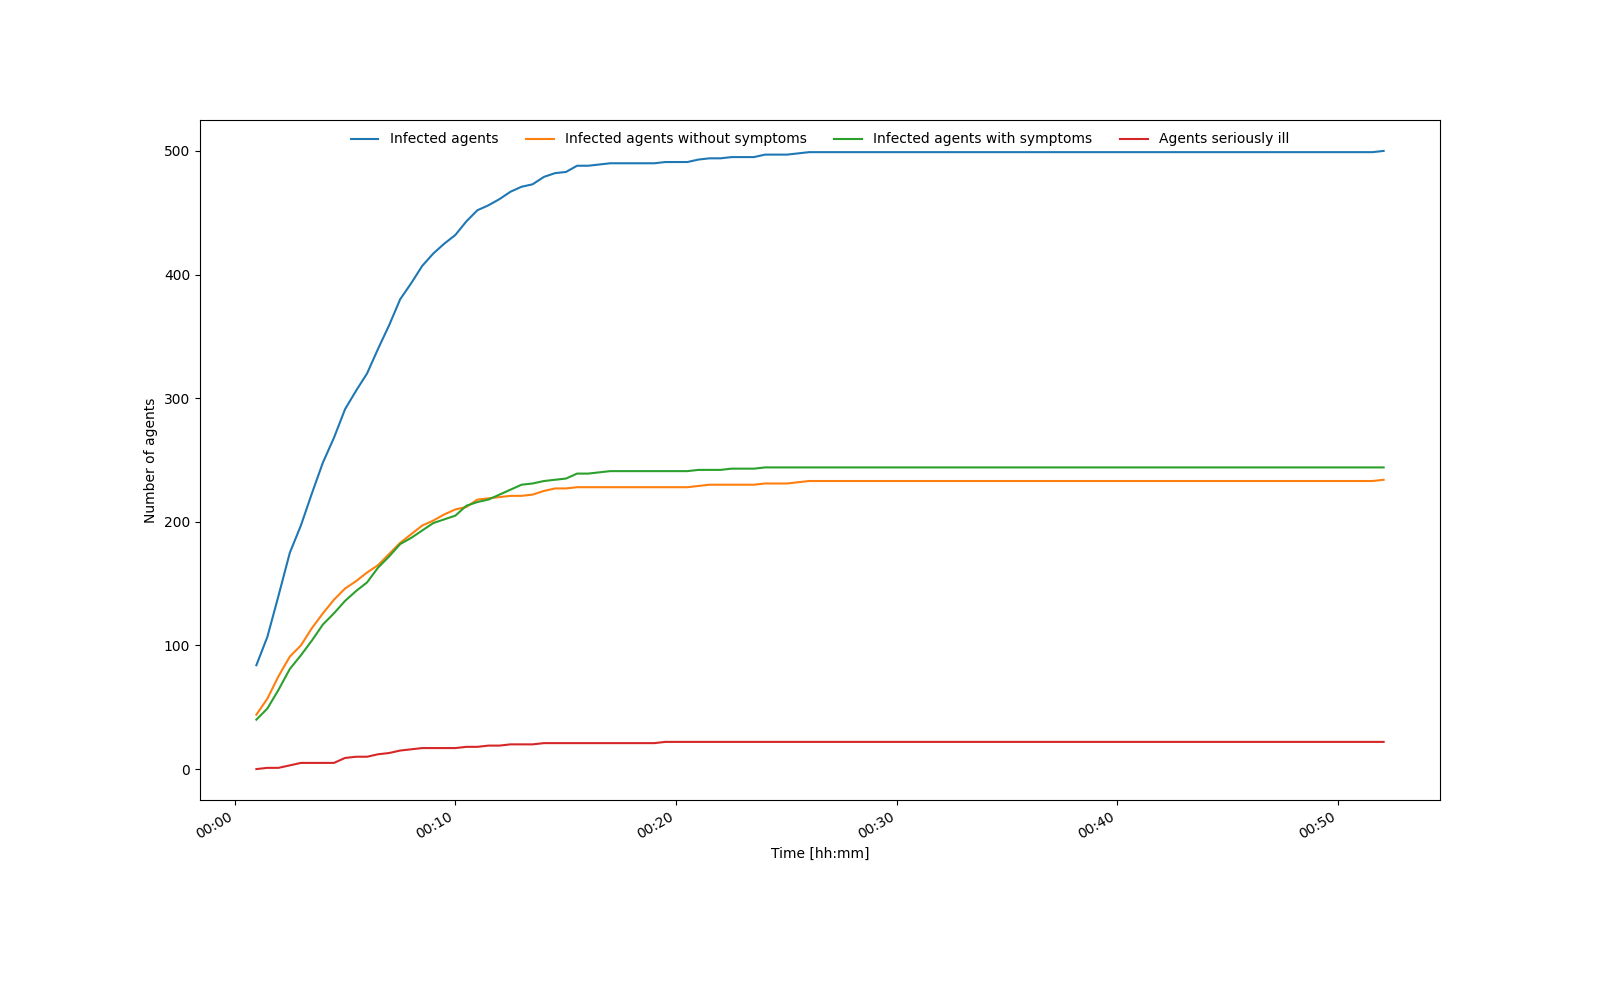 Infected agents Infected agents without symptoms Infected agents with symptoms Agents seriously ill
500
400
300
200
100
0
Number of agents
00:00 00:10 00:20 00:30 00:40 00:50
Time [hh:mm]